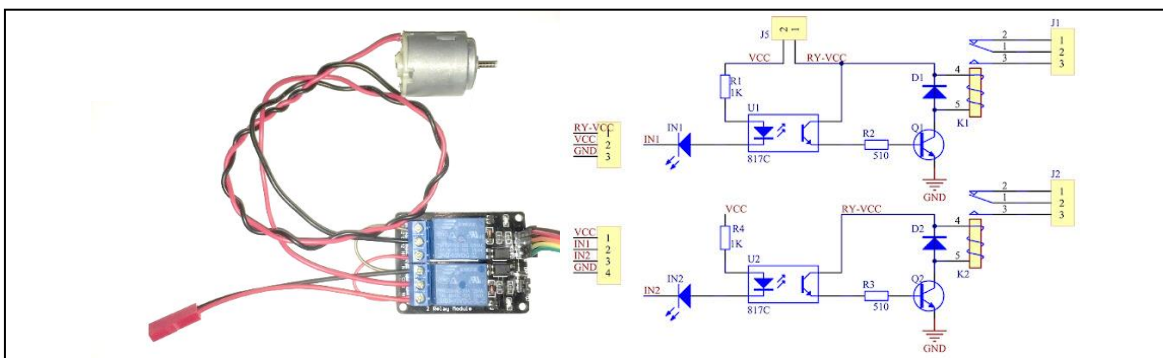 2 Relay Module
RY-VCC 1
VCC 2
GND 3
VCC 1
IN1 2
IN2 3
GND 4
J5
2 1
VCC RY-VCC
R1
1K
U1
IN1 IN1
817C
R2
510
D1
Q1
GND
4
5
K1
J1
2 1
1 2
3 3
VCC RY-VCC
R4
1K
U2
IN2 IN2
817C
R3
510
D2
Q2
GND
4
5
K2
J2
2 1
1 2
3 3